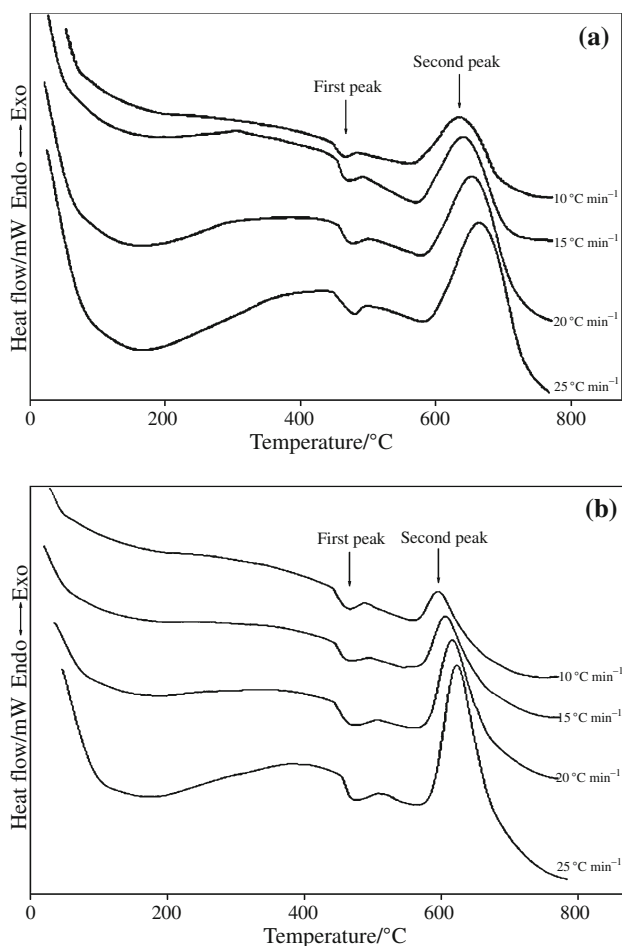 (a)
Second peak
First peak
Heat flow/mW Endo ⟷ Exo
10 °C min⁻¹
15 °C min⁻¹
20 °C min⁻¹
25 °C min⁻¹
0 200 400 600 800
Temperature/°C
(b)
First peak Second peak
Heat flow/mW Endo ⟷ Exo
10 °C min⁻¹
15 °C min⁻¹
20 °C min⁻¹
25 °C min⁻¹
0 200 400 600 800
Temperature/°C